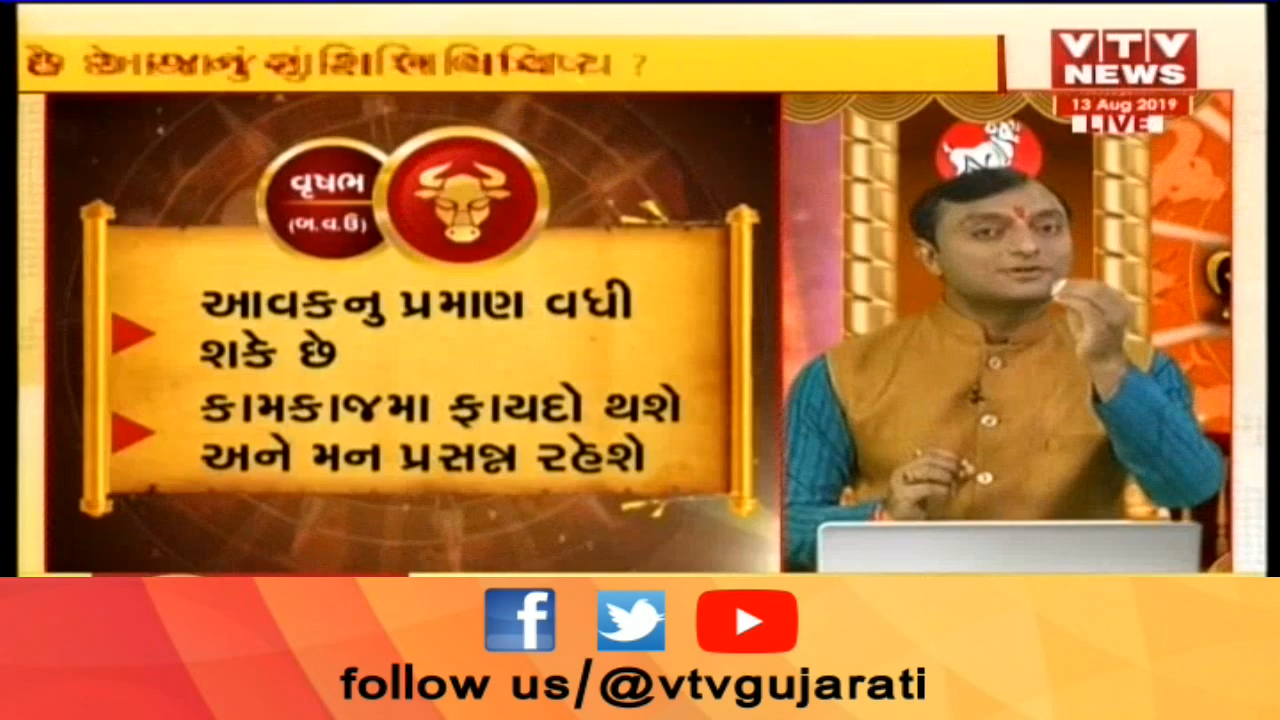 VTV
NEWS
13 Aug 2019
LIVE
વૃષભ
(બ.વ.ઉ)
આવકનુ પ્રમાણ વધી
શકે છે
કામકાજમા ફાયદો થશે
અને મન પ્રસન્ન રહેશે
follow us/@vtvgujarati